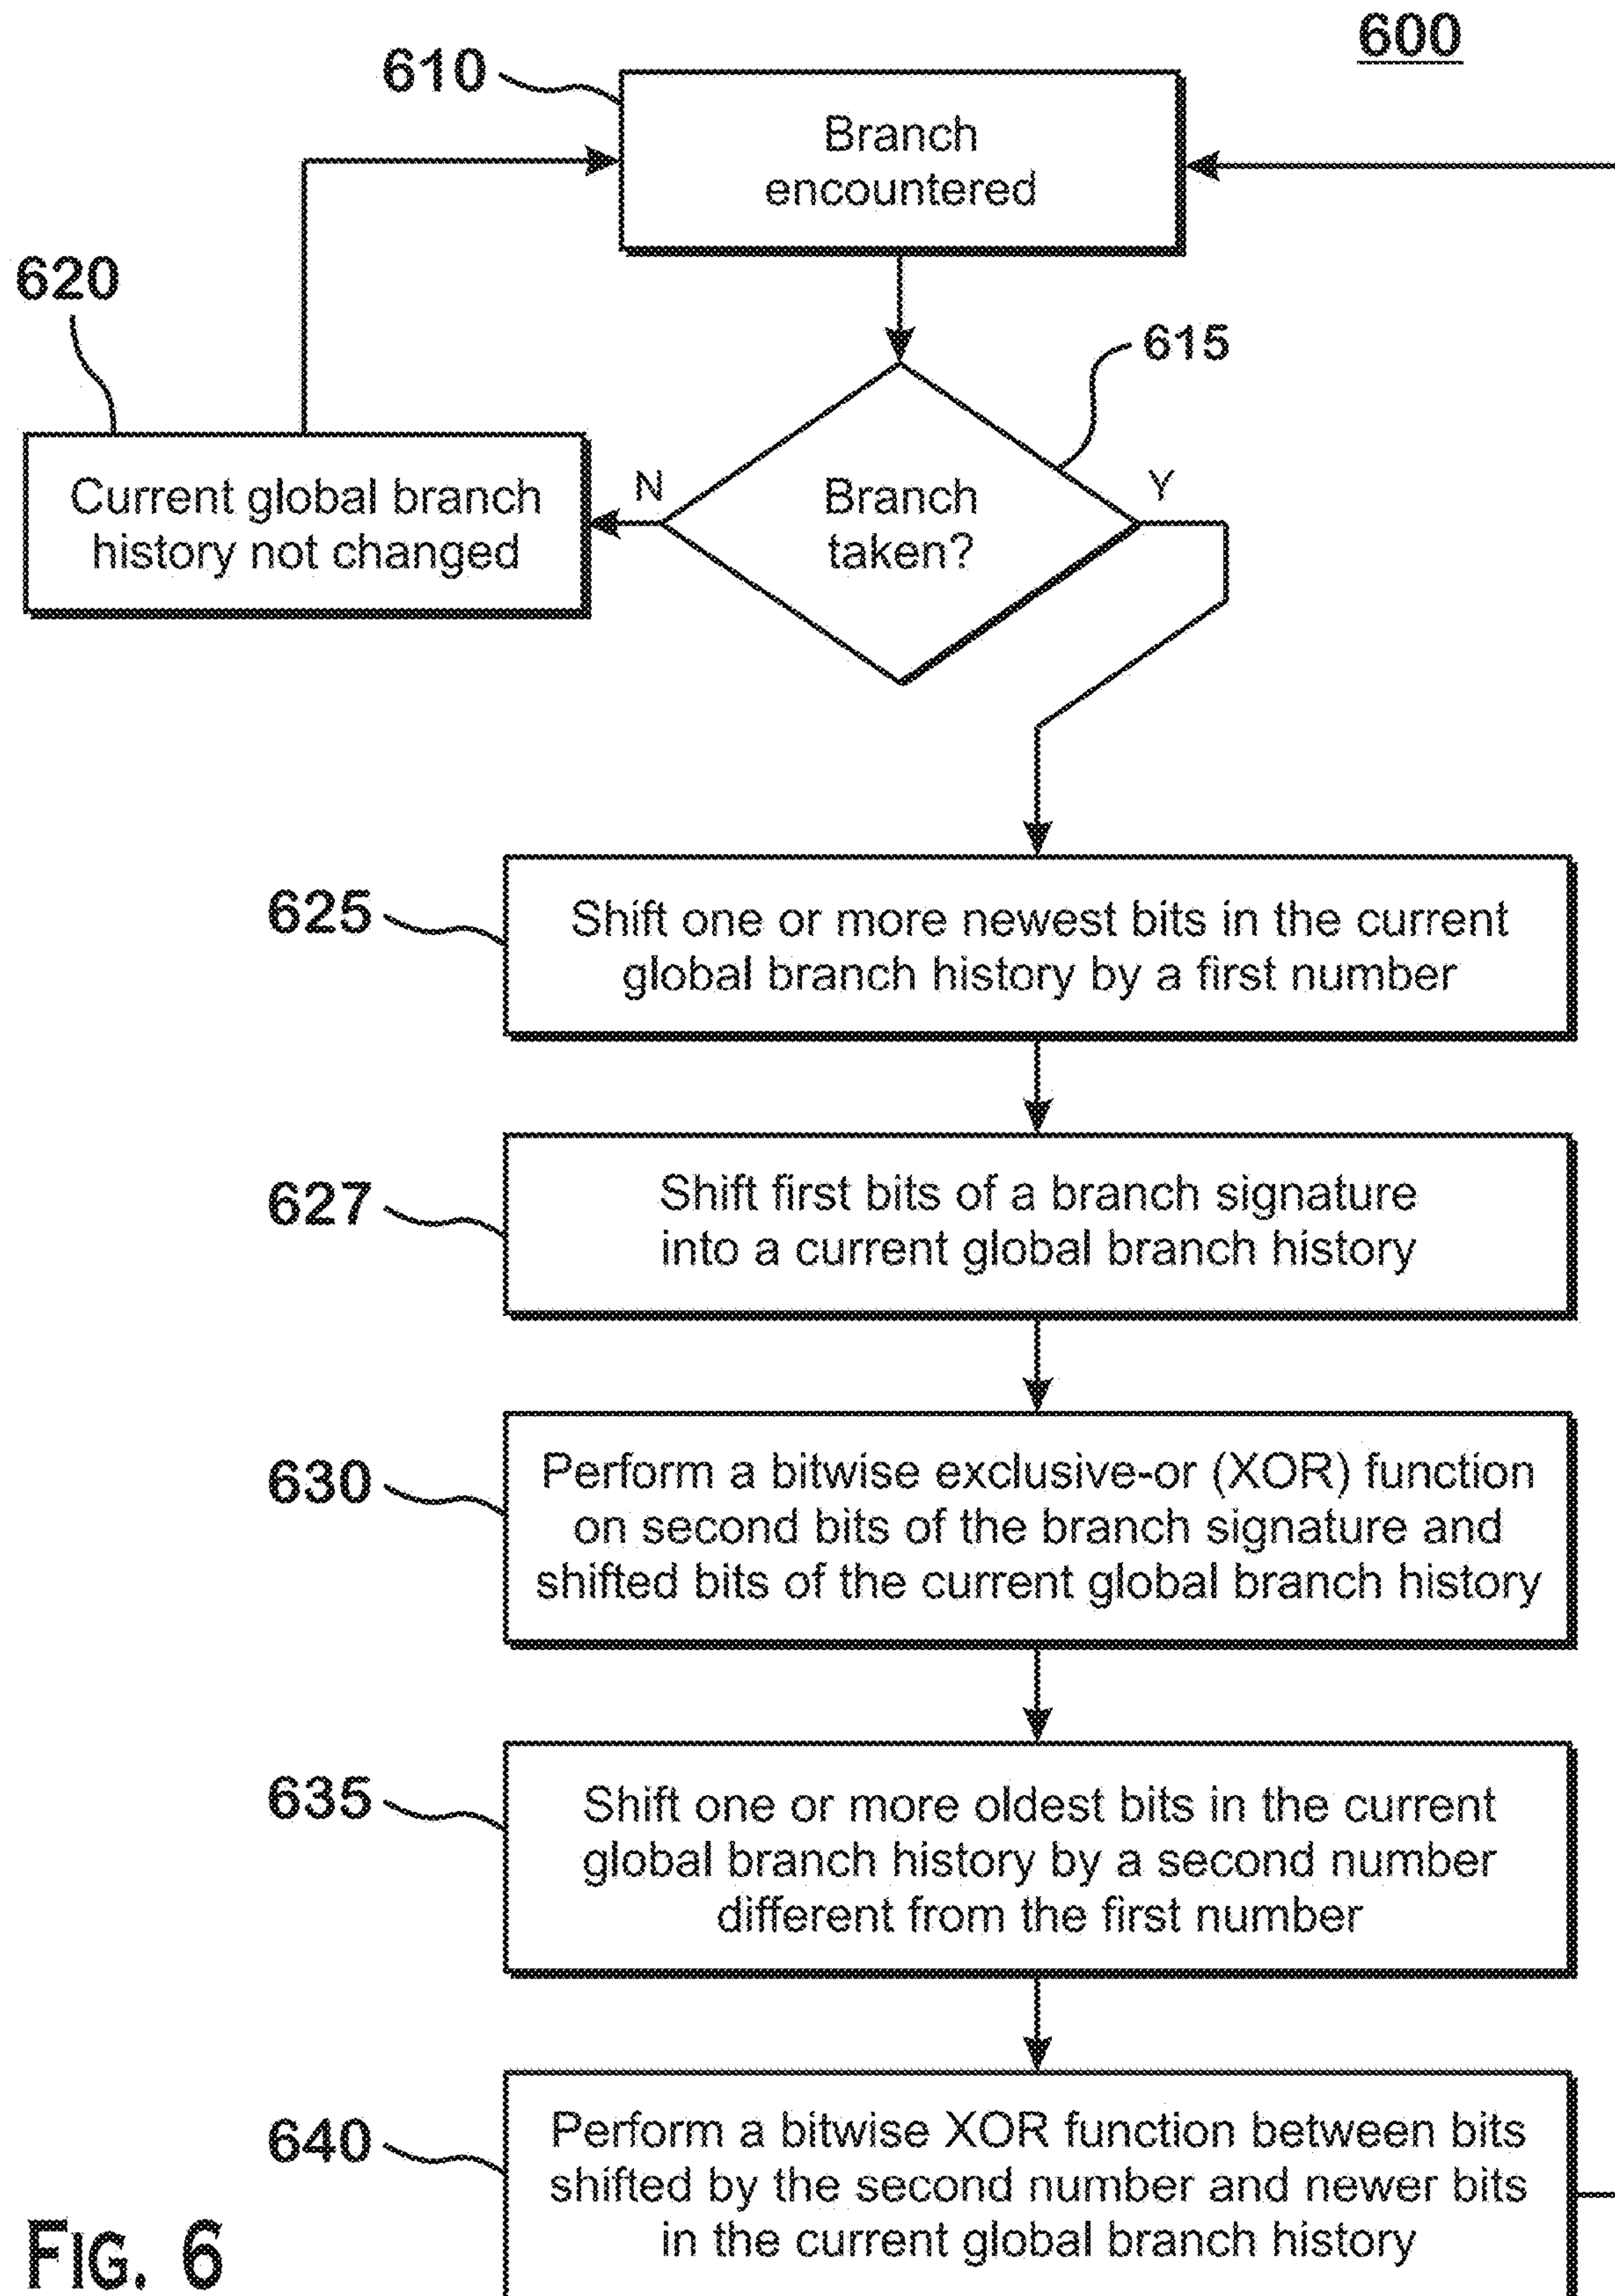 600
610
Branch
encountered
620
615
Current global branch
history not changed
N
Branch
taken?
Y
625
Shift one or more newest bits in the current
global branch history by a first number
627
Shift first bits of a branch signature
into a current global branch history
630
Perform a bitwise exclusive-or (XOR) function
on second bits of the branch signature and
shifted bits of the current global branch history
635
Shift one or more oldest bits in the current
global branch history by a second number
different from the first number
640
Perform a bitwise XOR function between bits
shifted by the second number and newer bits
in the current global branch history
FIG. 6